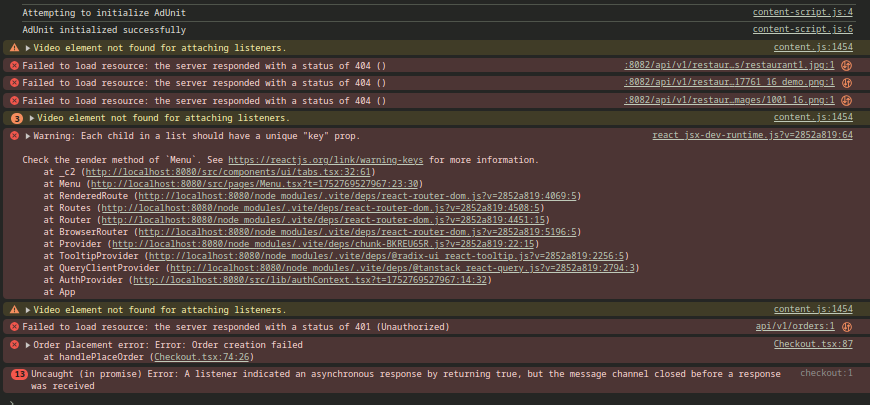 Attempting to initialize AdUnit content-script.js:4
AdUnit initialized successfully content-script.js:6
Video element not found for attaching listeners. content.js:1454
Failed to load resource: the server responded with a status of 404 () :8082/api/v1/restaur…s/restaurant1.jpg:1
Failed to load resource: the server responded with a status of 404 () :8082/api/v1/restaur…17761_16_demo.png:1
Failed to load resource: the server responded with a status of 404 () :8082/api/v1/restaur…mages/1001_16.png:1
3 Video element not found for attaching listeners. content.js:1454
Warning: Each child in a list should have a unique "key" prop. react_jsx-dev-runtime.js?v=2852a819:64
Check the render method of `Menu`. See https://reactjs.org/link/warning-keys for more information.
at _c2 (http://localhost:8080/src/components/ui/tabs.tsx:32:61)
at Menu (http://localhost:8080/src/pages/Menu.tsx?t=1752769527967:23:30)
at RenderedRoute (http://localhost:8080/node_modules/.vite/deps/react-router-dom.js?v=2852a819:4069:5)
at Routes (http://localhost:8080/node_modules/.vite/deps/react-router-dom.js?v=2852a819:4508:5)
at Router (http://localhost:8080/node_modules/.vite/deps/react-router-dom.js?v=2852a819:4451:15)
at BrowserRouter (http://localhost:8080/node_modules/.vite/deps/react-router-dom.js?v=2852a819:5196:5)
at Provider (http://localhost:8080/node_modules/.vite/deps/chunk-BKREUG5R.js?v=2852a819:22:15)
at TooltipProvider (http://localhost:8080/node_modules/.vite/deps/@radix-ui_react-tooltip.js?v=2852a819:2256:5)
at QueryClientProvider (http://localhost:8080/node_modules/.vite/deps/@tanstack_react-query.js?v=2852a819:2794:3)
at AuthProvider (http://localhost:8080/src/lib/authContext.tsx?t=1752769527967:14:32)
at App
Video element not found for attaching listeners. content.js:1454
Failed to load resource: the server responded with a status of 401 (Unauthorized) api/v1/orders:1
Order placement error: Error: Order creation failed Checkout.tsx:87
at handlePlaceOrder (Checkout.tsx:74:26)
13 Uncaught (in promise) Error: A listener indicated an asynchronous response by returning true, but the message channel closed before a response checkout:1
was received